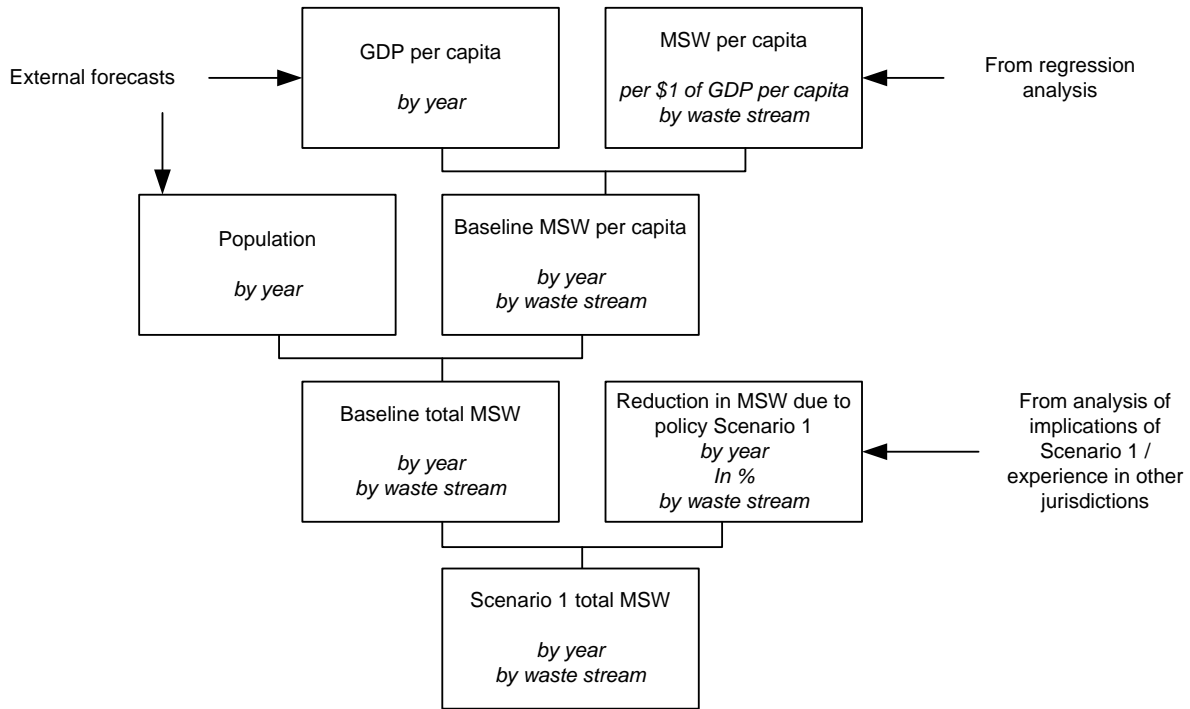 External forecasts
GDP per capita
by year
MSW per capita
per $1 of GDP per capita
by waste stream
From regression
analysis
Population
by year
Baseline MSW per capita
by year
by waste stream
Baseline total MSW
by year
by waste stream
Reduction in MSW due to
policy Scenario 1
by year
In %
by waste stream
From analysis of
implications of
Scenario 1 /
experience in other
jurisdictions
Scenario 1 total MSW
by year
by waste stream